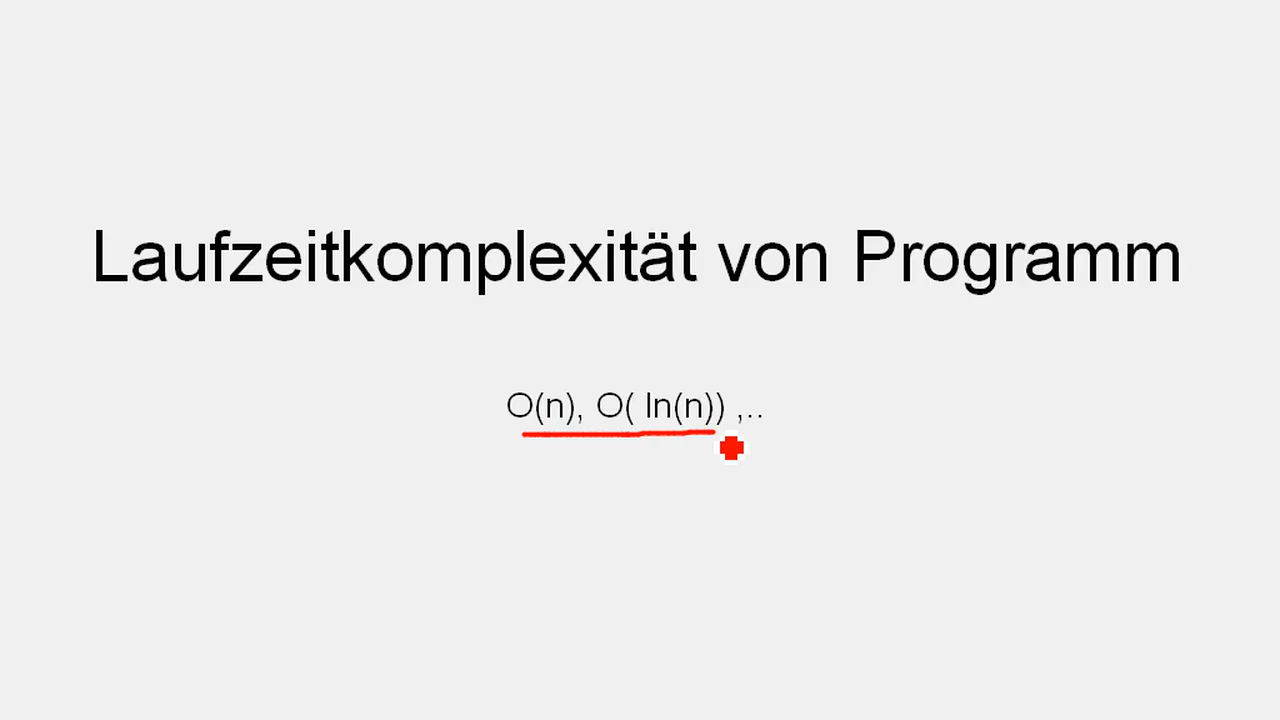 Laufzeitkomplexität von Programm
O(n), O( ln(n)) ,..